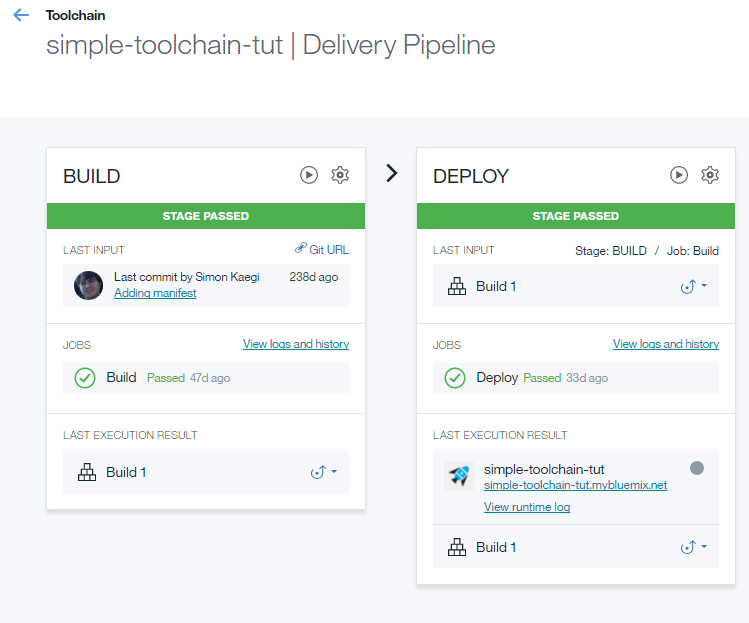 Toolchain
simple-toolchain-tut | Delivery Pipeline
BUILD
STAGE PASSED
LAST INPUT
Git URL
Last commit by Simon Kaegi
238d ago
Adding manifest
JOBS
View logs and history
Build Passed 47d ago
LAST EXECUTION RESULT
Build 1
DEPLOY
STAGE PASSED
LAST INPUT
Stage: BUILD / Job: Build
Build 1
JOBS
View logs and history
Deploy Passed 33d ago
LAST EXECUTION RESULT
simple-toolchain-tut
simple-toolchain-tut.mybluemix.net
View runtime log
Build 1